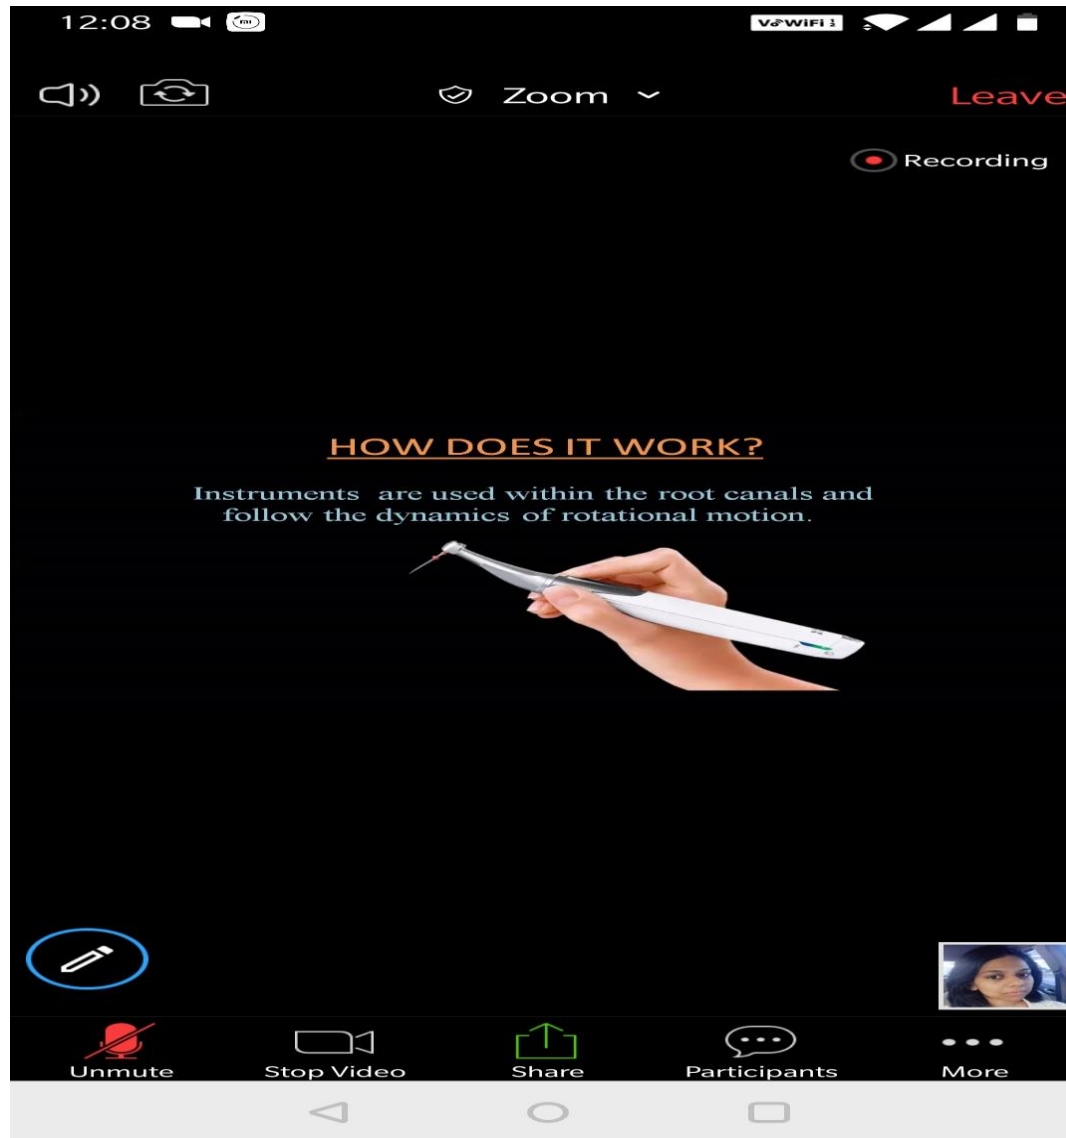 12:08
VoWiFi
Zoom
Leave
Recording
HOW DOES IT WORK?
Instruments are used within the root canals and
follow the dynamics of rotational motion.
Unmute Stop Video Share Participants More